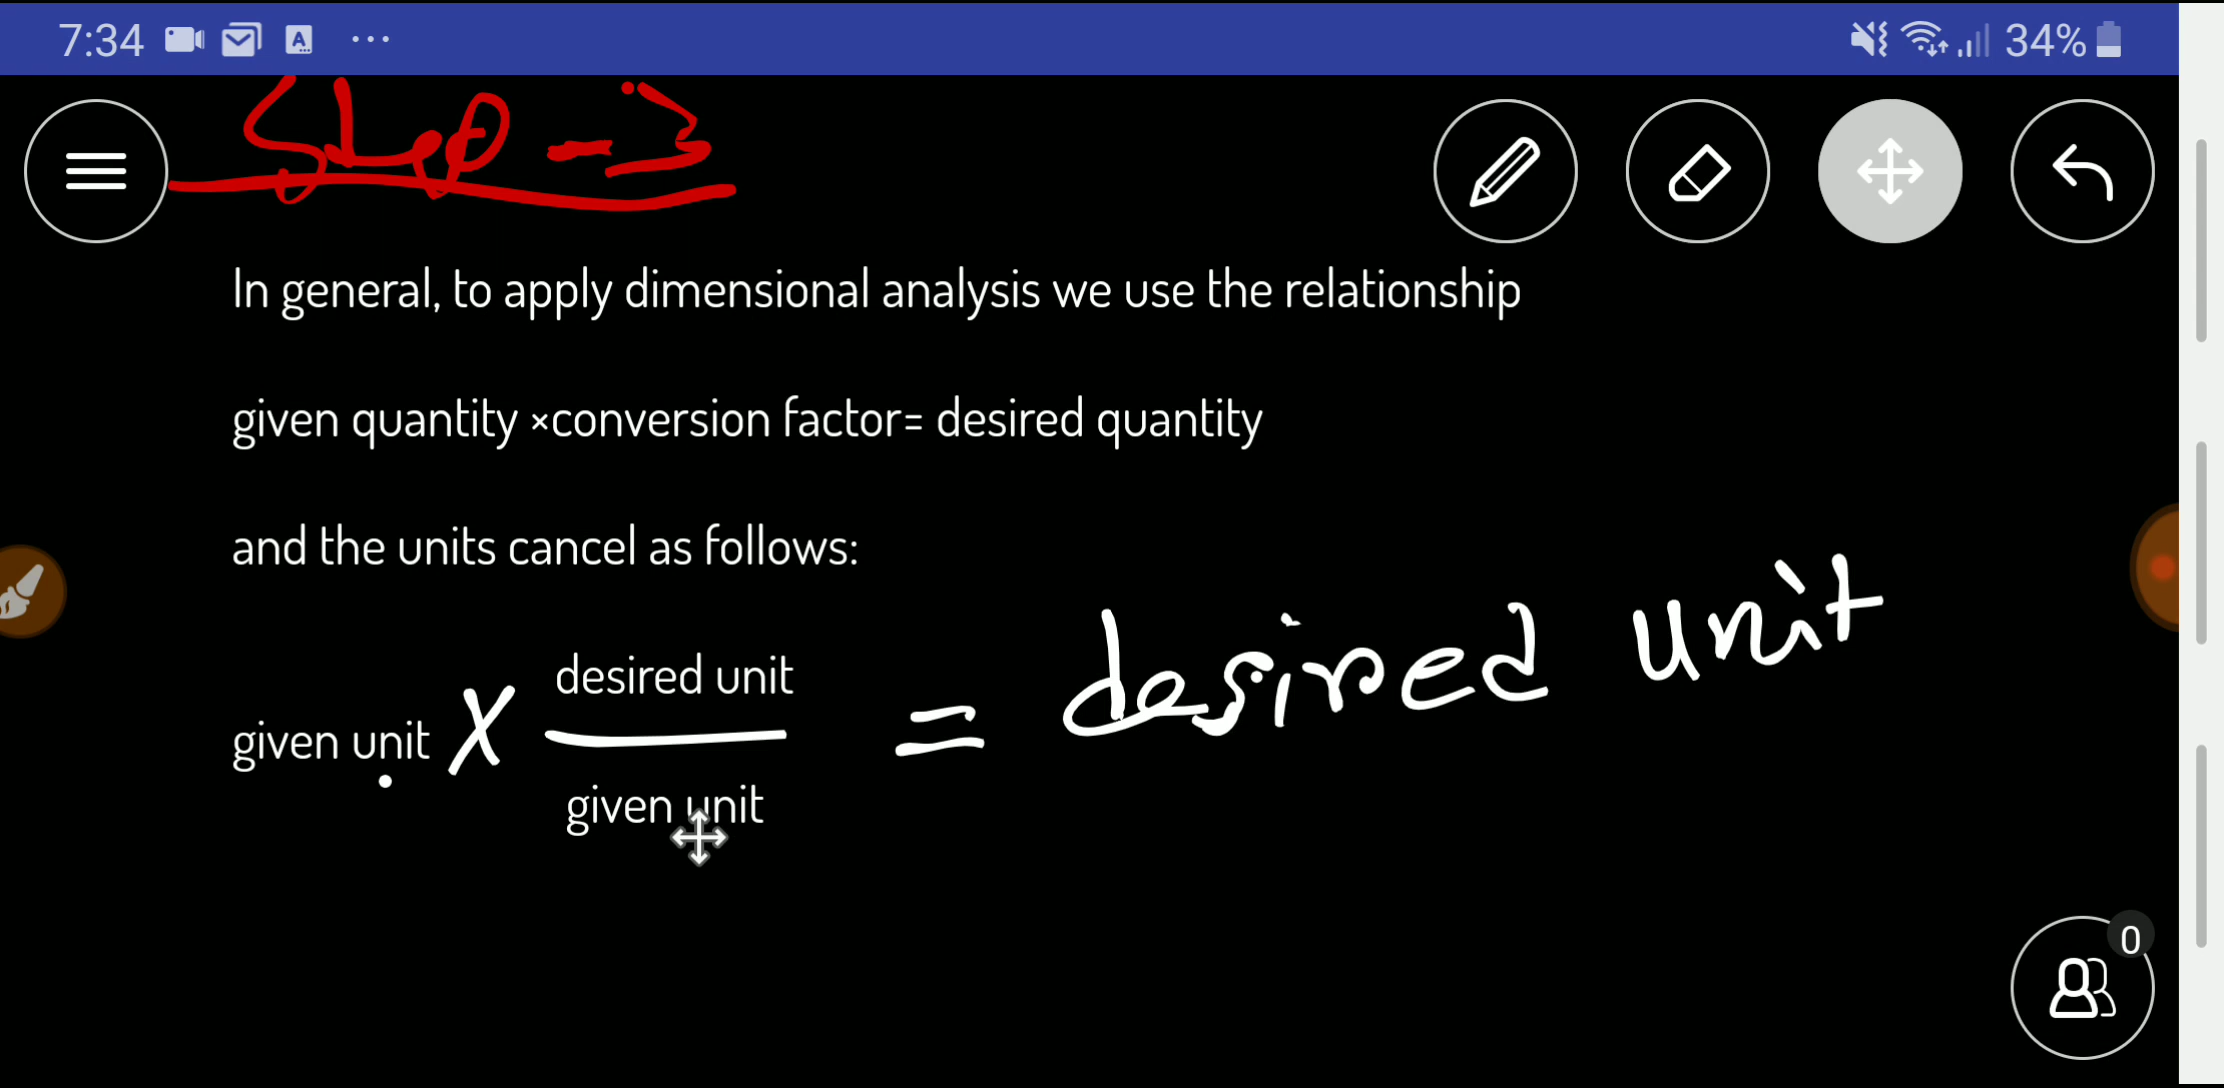 7:34 A ... 34%
Step-3
In general, to apply dimensional analysis we use the relationship
given quantity ×conversion factor= desired quantity
and the units cancel as follows:
given unit X desired unit / given unit = desired unit
0